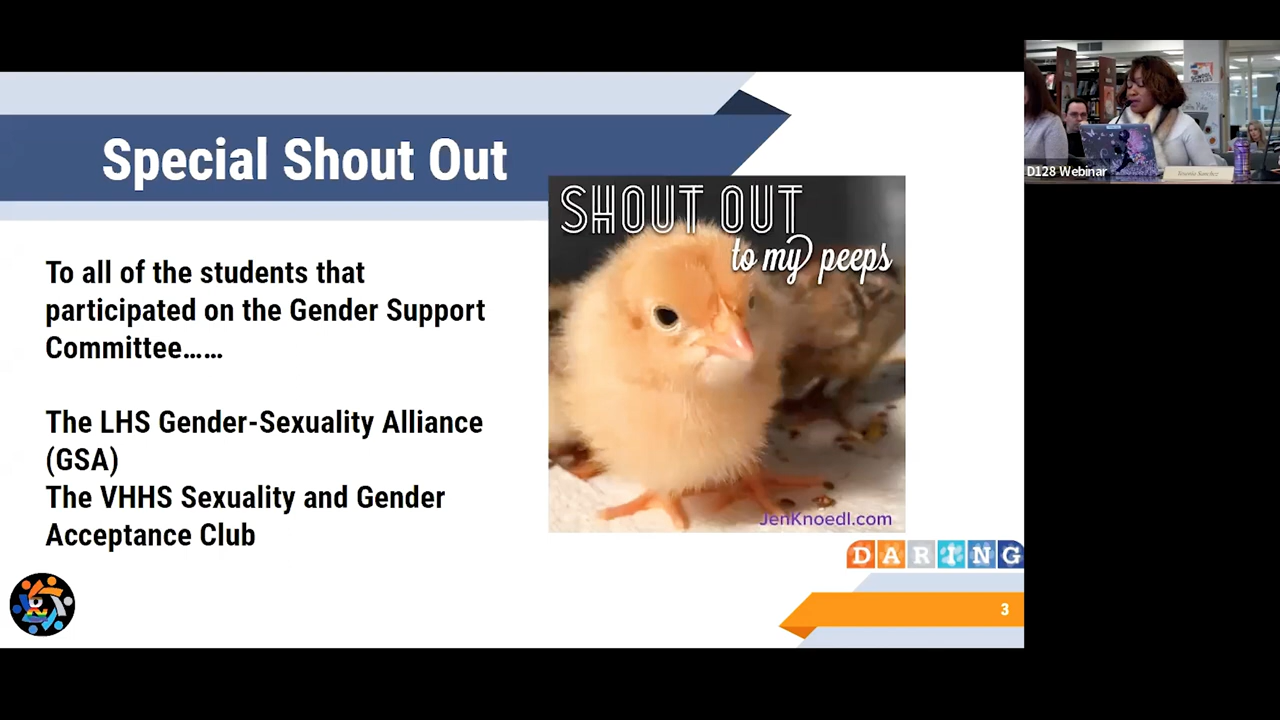 Special Shout Out
To all of the students that
participated on the Gender Support
Committee......
The LHS Gender-Sexuality Alliance
(GSA)
The VHHS Sexuality and Gender
Acceptance Club
SHOUT OUT
to my peeps
JenKnoedl.com
DARING
3
D128 Webinar